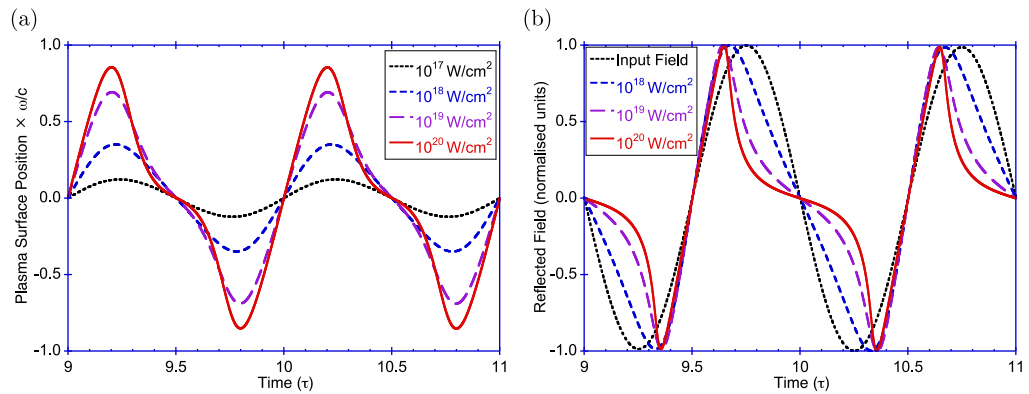 (a)
Plasma Surface Position × ω/c
1.0
0.5
0.0
-0.5
-1.0
10¹⁷ W/cm²
10¹⁸ W/cm²
10¹⁹ W/cm²
10²⁰ W/cm²
9
9.5
10
10.5
11
Time (τ)
(b)
Reflected Field (normalised units)
1.0
0.5
0.0
-0.5
-1.0
Input Field
10¹⁸ W/cm²
10¹⁹ W/cm²
10²⁰ W/cm²
9
9.5
10
10.5
11
Time (τ)